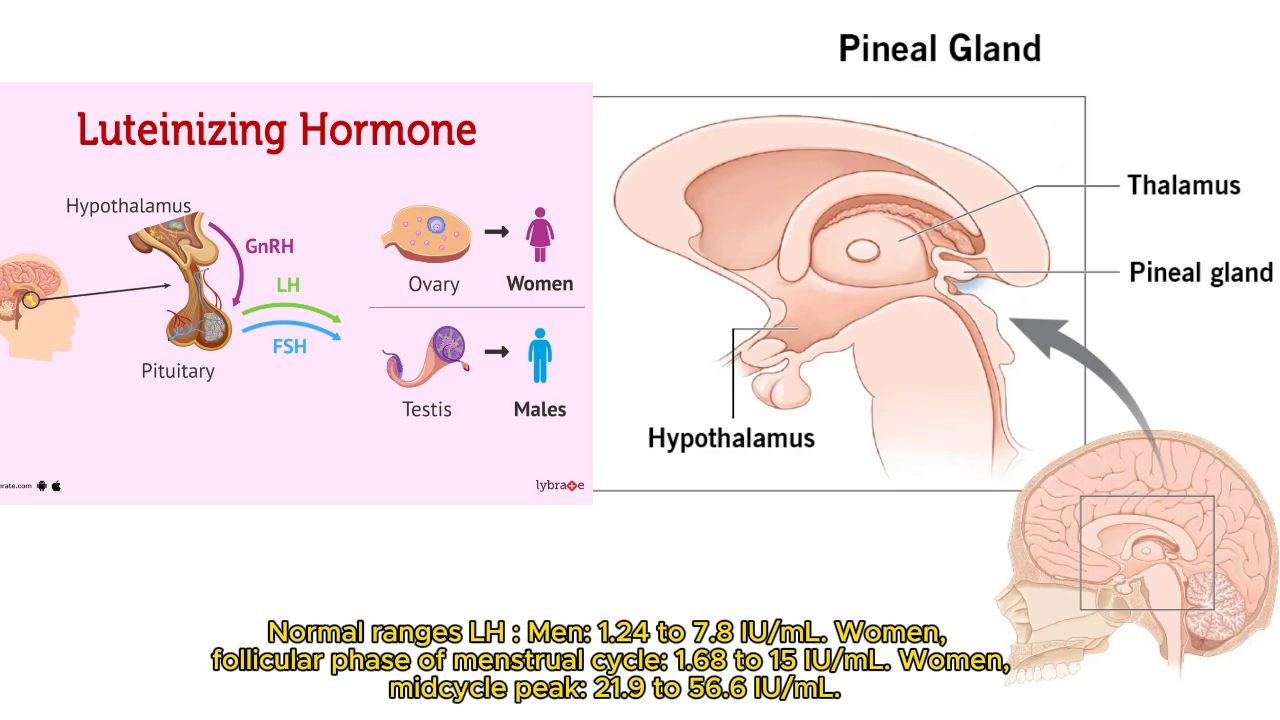 Pineal Gland
Luteinizing Hormone
Hypothalamus
GnRH
LH
FSH
Pituitary
Ovary
Women
Testis
Males
lybrate
Thalamus
Pineal gland
Hypothalamus
Normal ranges LH : Men: 1.24 to 7.8 IU/mL. Women,
follicular phase of menstrual cycle: 1.68 to 15 IU/mL. Women,
midcycle peak: 21.9 to 56.6 IU/mL.